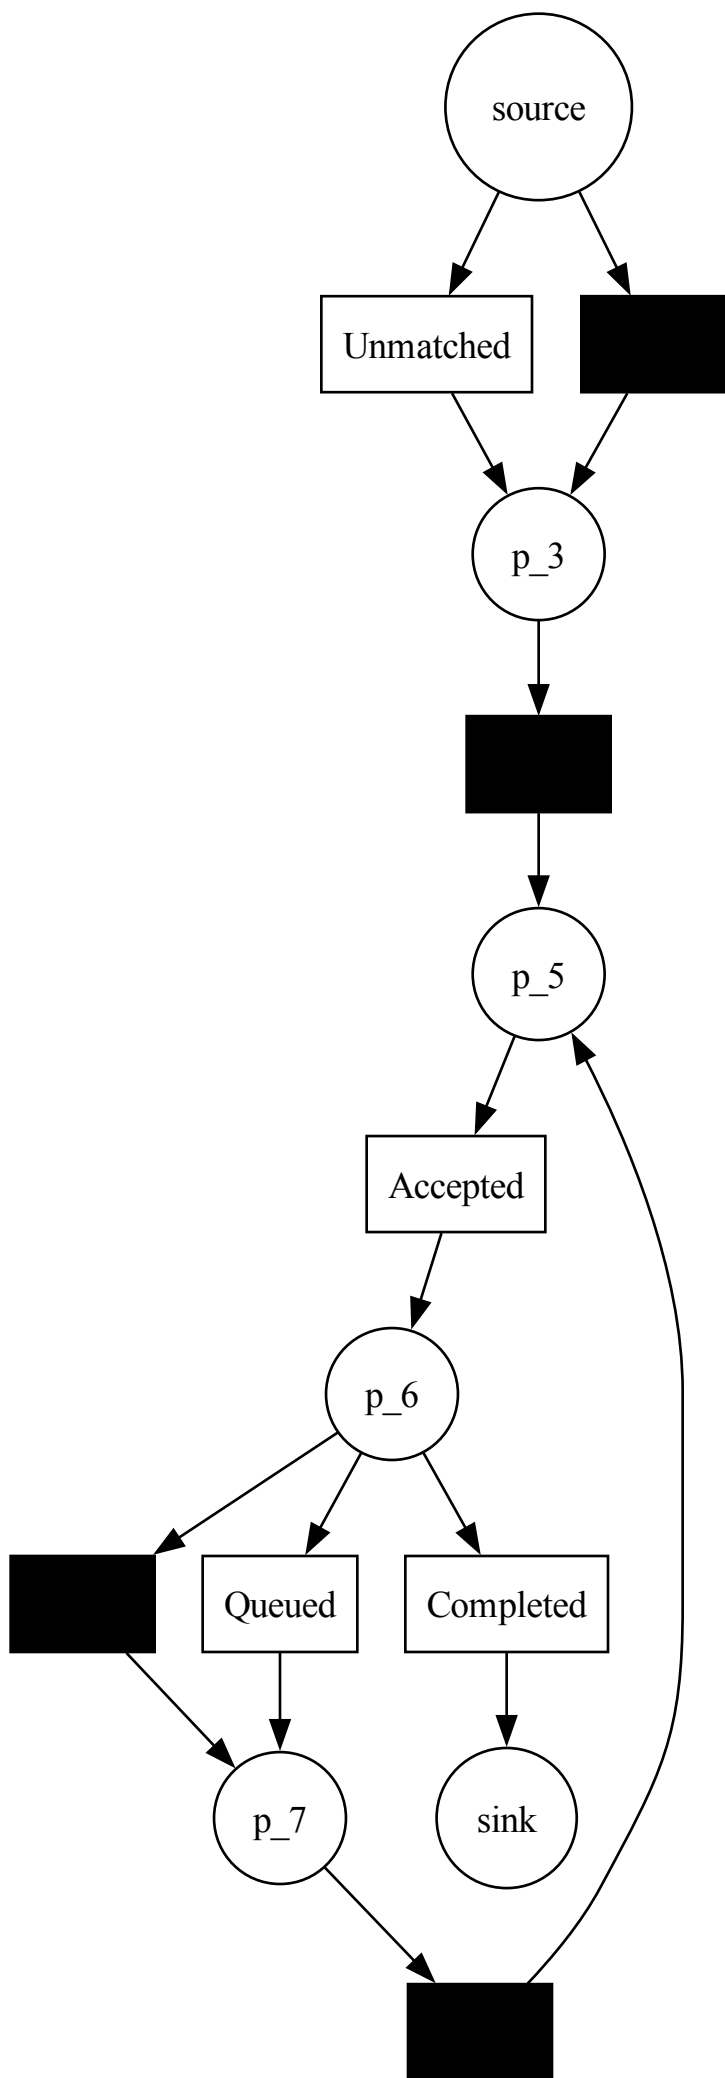 source
Unmatched
p_3
p_5
Accepted
p_6
Queued
Completed
p_7
sink